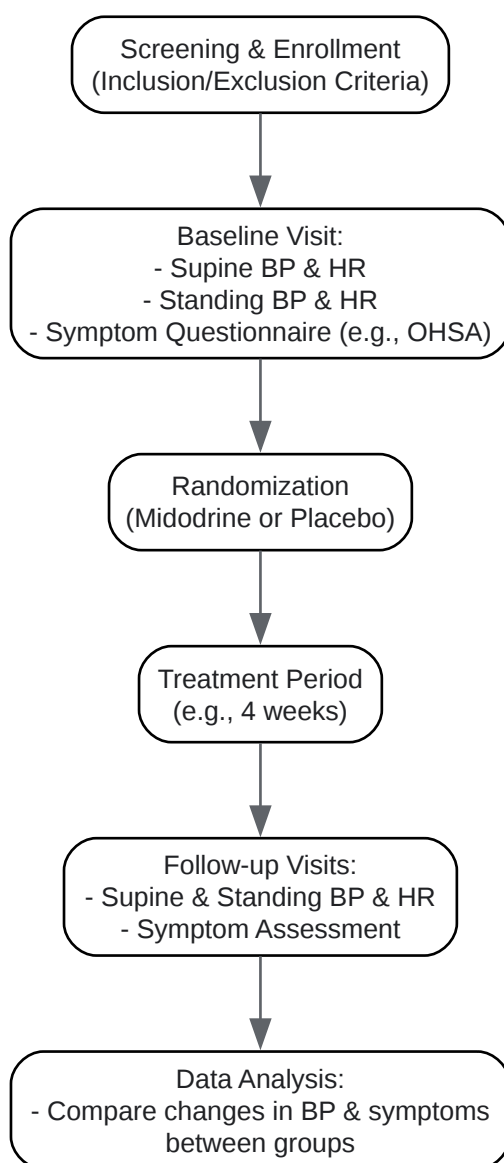 Screening & Enrollment
(Inclusion/Exclusion Criteria)
Baseline Visit:
- Supine BP & HR
- Standing BP & HR
- Symptom Questionnaire (e.g., OHSA)
Randomization
(Midodrine or Placebo)
Treatment Period
(e.g., 4 weeks)
Follow-up Visits:
- Supine & Standing BP & HR
- Symptom Assessment
Data Analysis:
- Compare changes in BP & symptoms
between groups